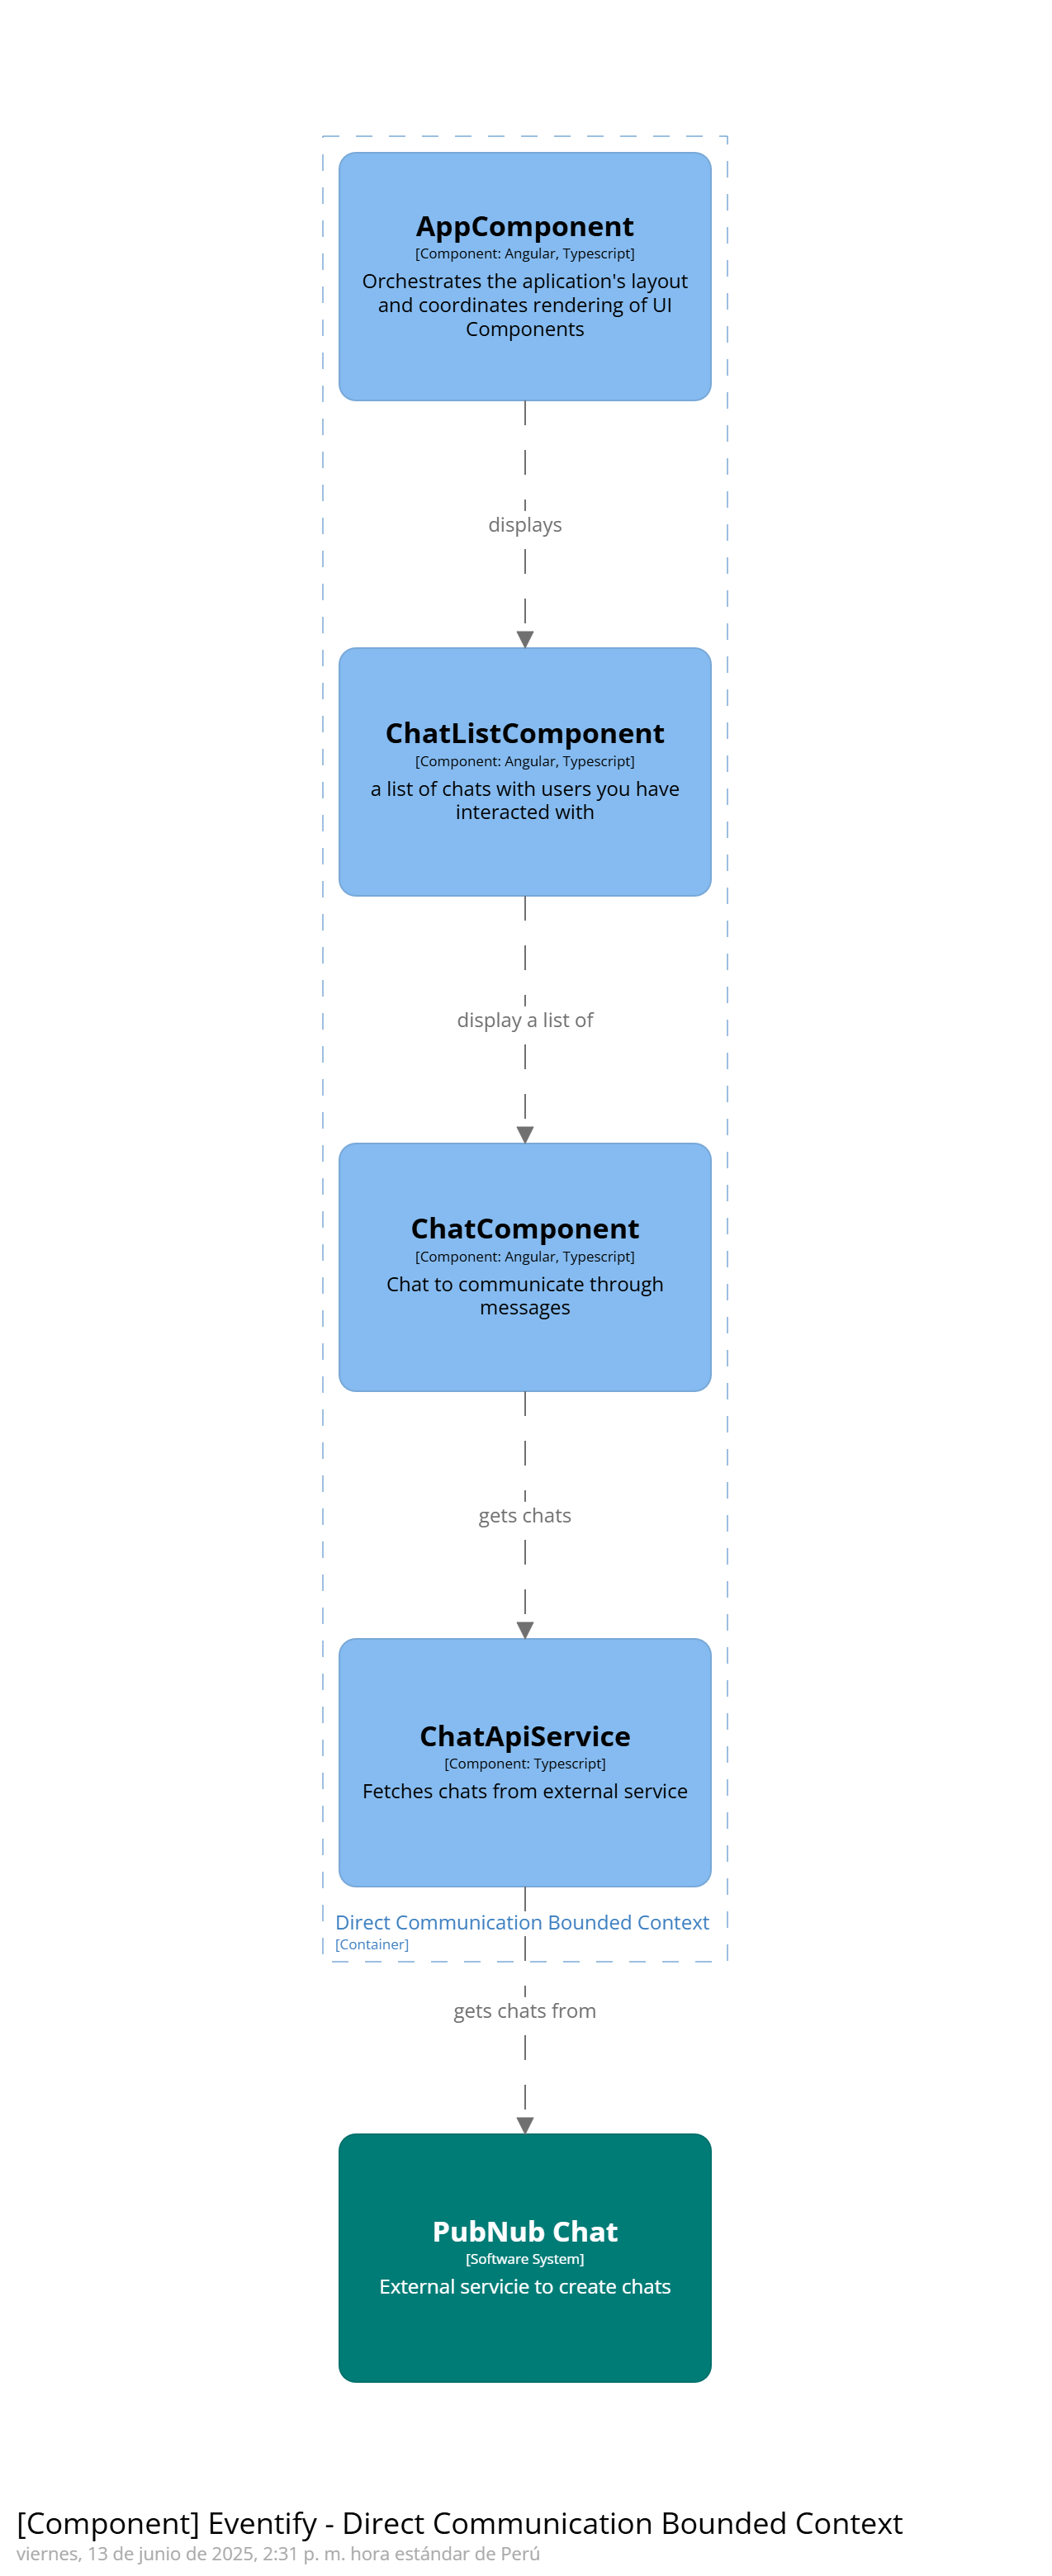 AppComponent
[Component: Angular, Typescript]
Orchestrates the aplication's layout
and coordinates rendering of UI
Components
displays
ChatListComponent
[Component: Angular, Typescript]
a list of chats with users you have
interacted with
display a list of
ChatComponent
[Component: Angular, Typescript]
Chat to communicate through
messages
gets chats
ChatApiService
[Component: Typescript]
Fetches chats from external service
Direct Communication Bounded Context
[Container]
gets chats from
PubNub Chat
[Software System]
External servicie to create chats
[Component] Eventify - Direct Communication Bounded Context
viernes, 13 de junio de 2025, 2:31 p. m. hora estándar de Perú